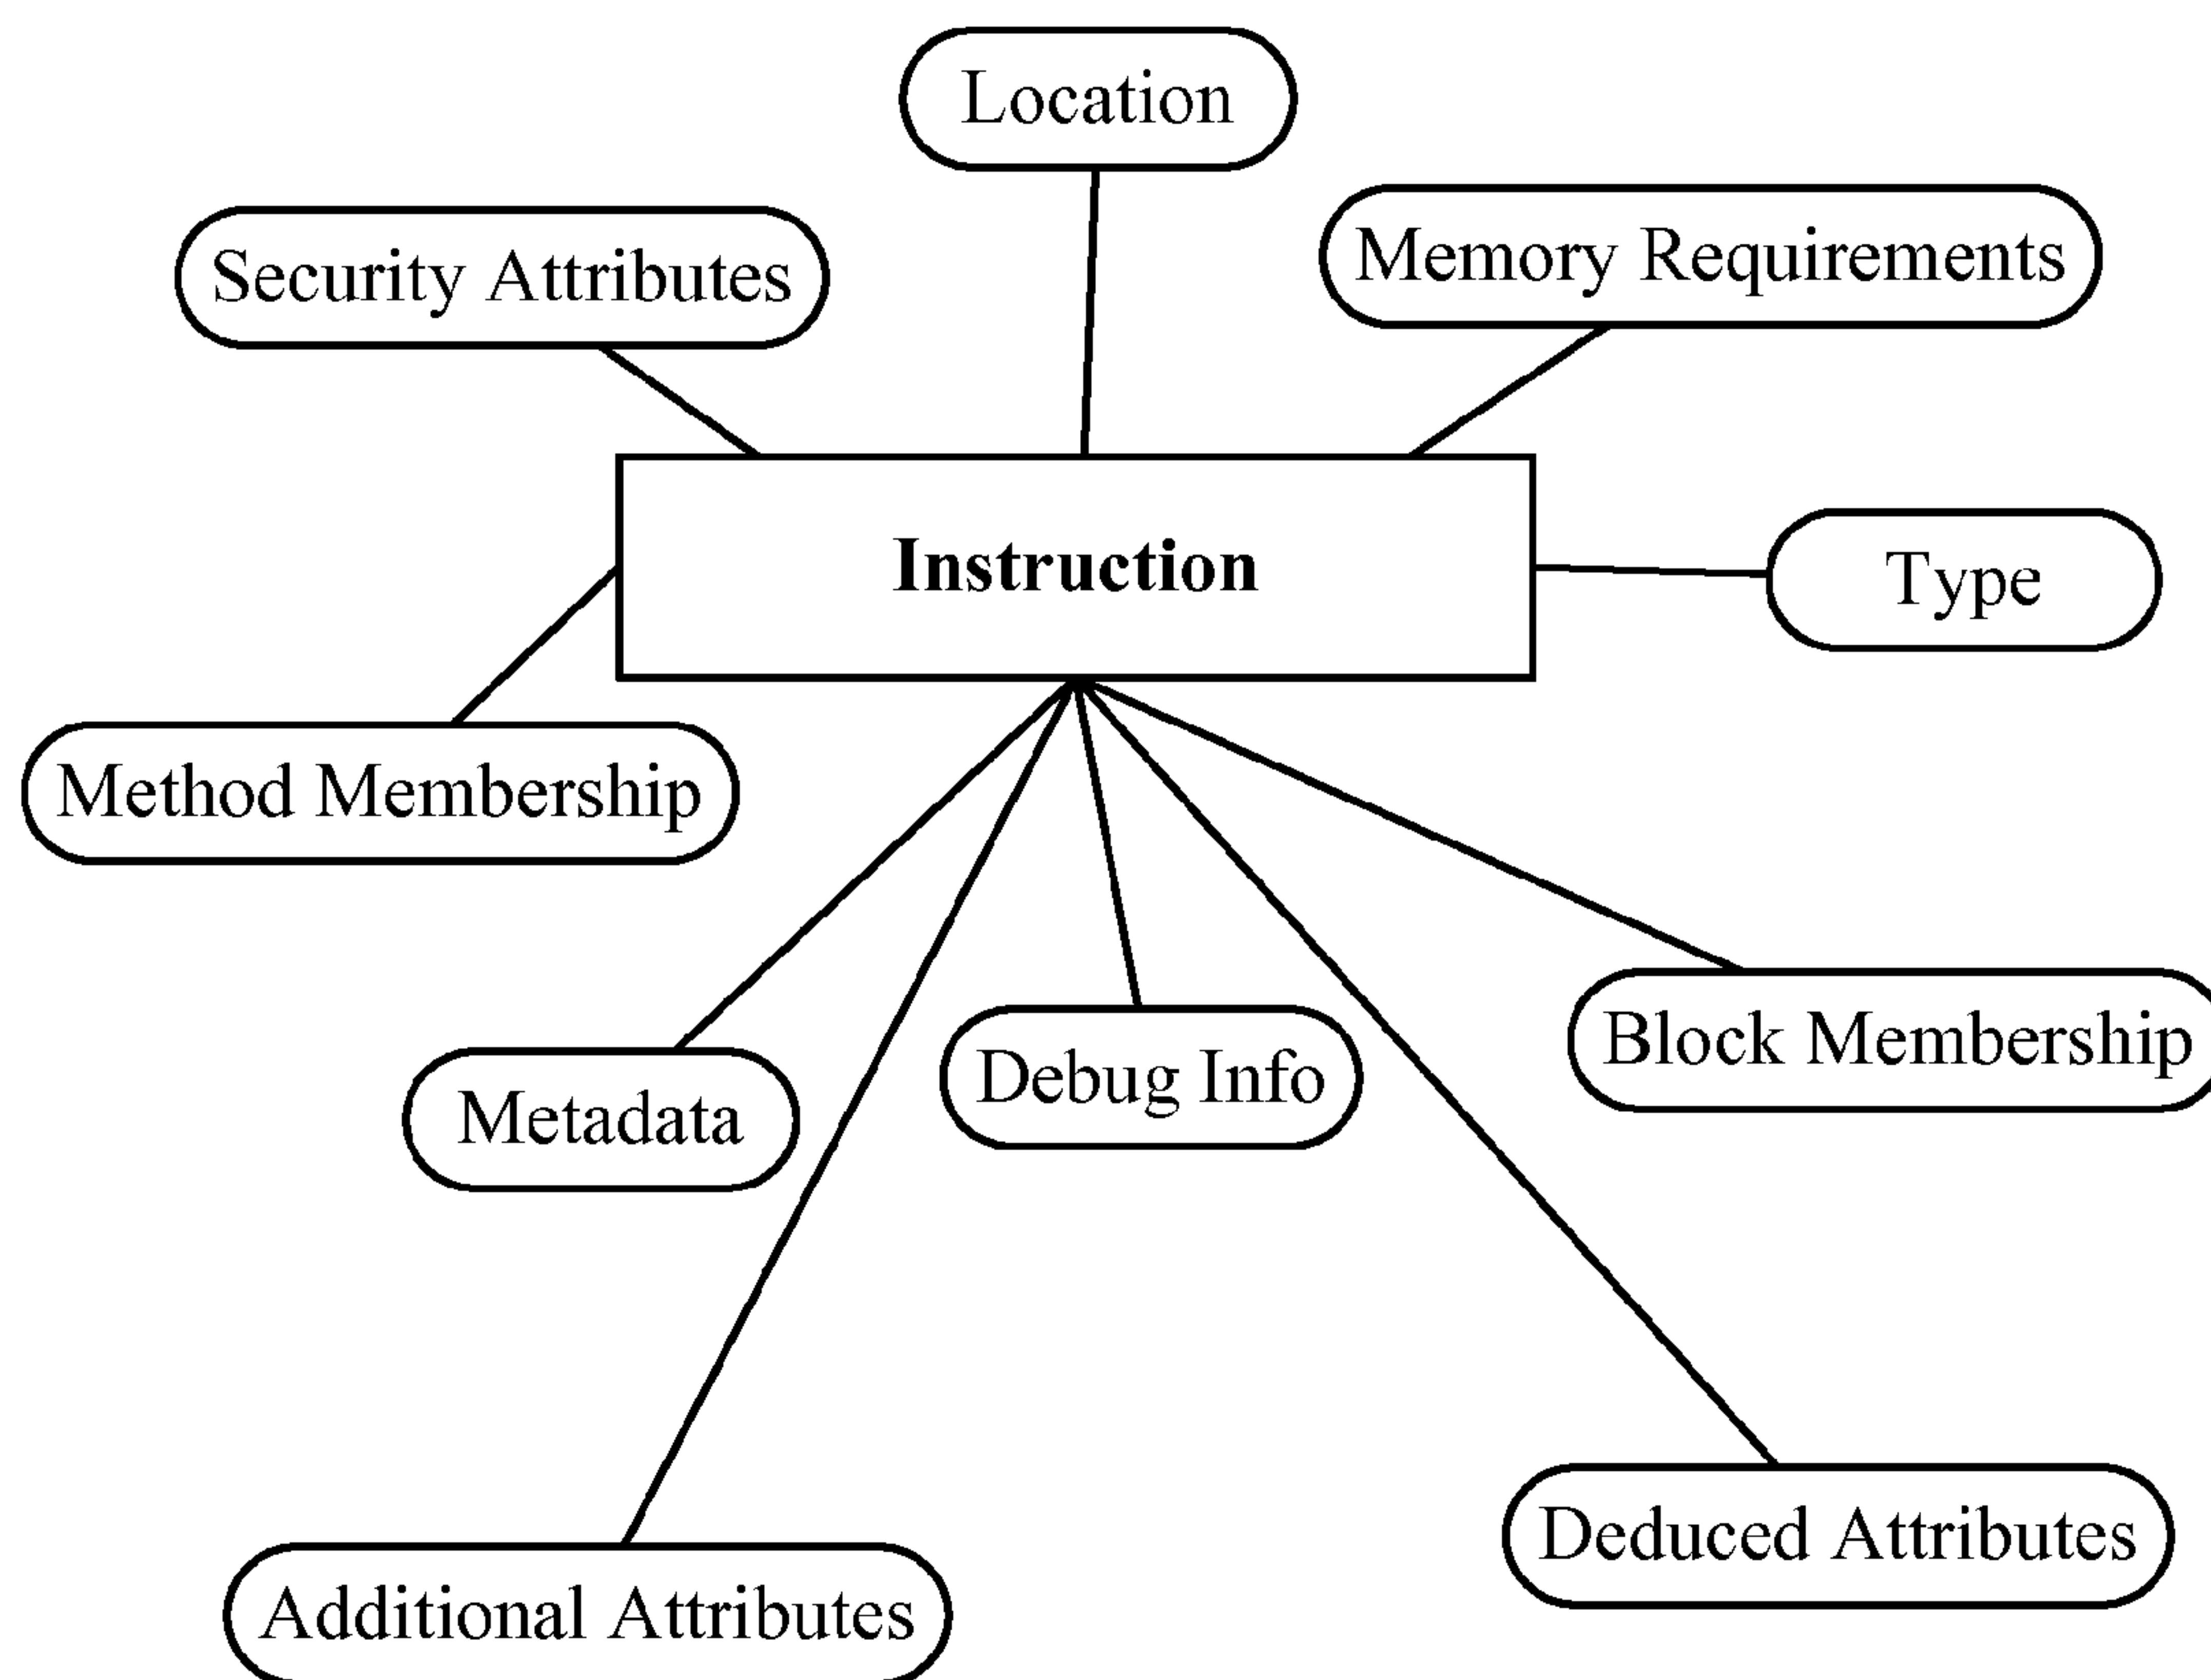 Location
Security Attributes
Memory Requirements
Instruction
Type
Method Membership
Metadata
Debug Info
Block Membership
Additional Attributes
Deduced Attributes